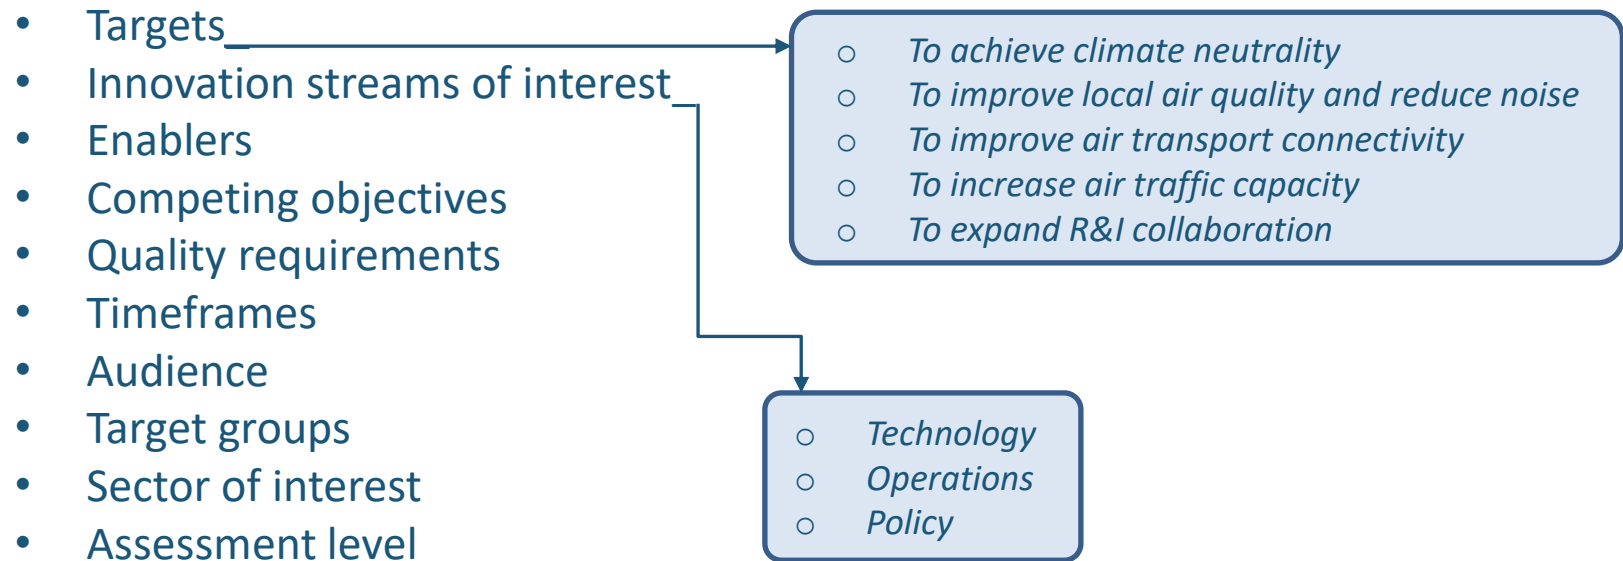 • Targets_
• Innovation streams of interest_
• Enablers
• Competing objectives
• Quality requirements
• Timeframes
• Audience
• Target groups
• Sector of interest
• Assessment level
o To achieve climate neutrality
o To improve local air quality and reduce noise
o To improve air transport connectivity
o To increase air traffic capacity
o To expand R&I collaboration
o Technology
o Operations
o Policy